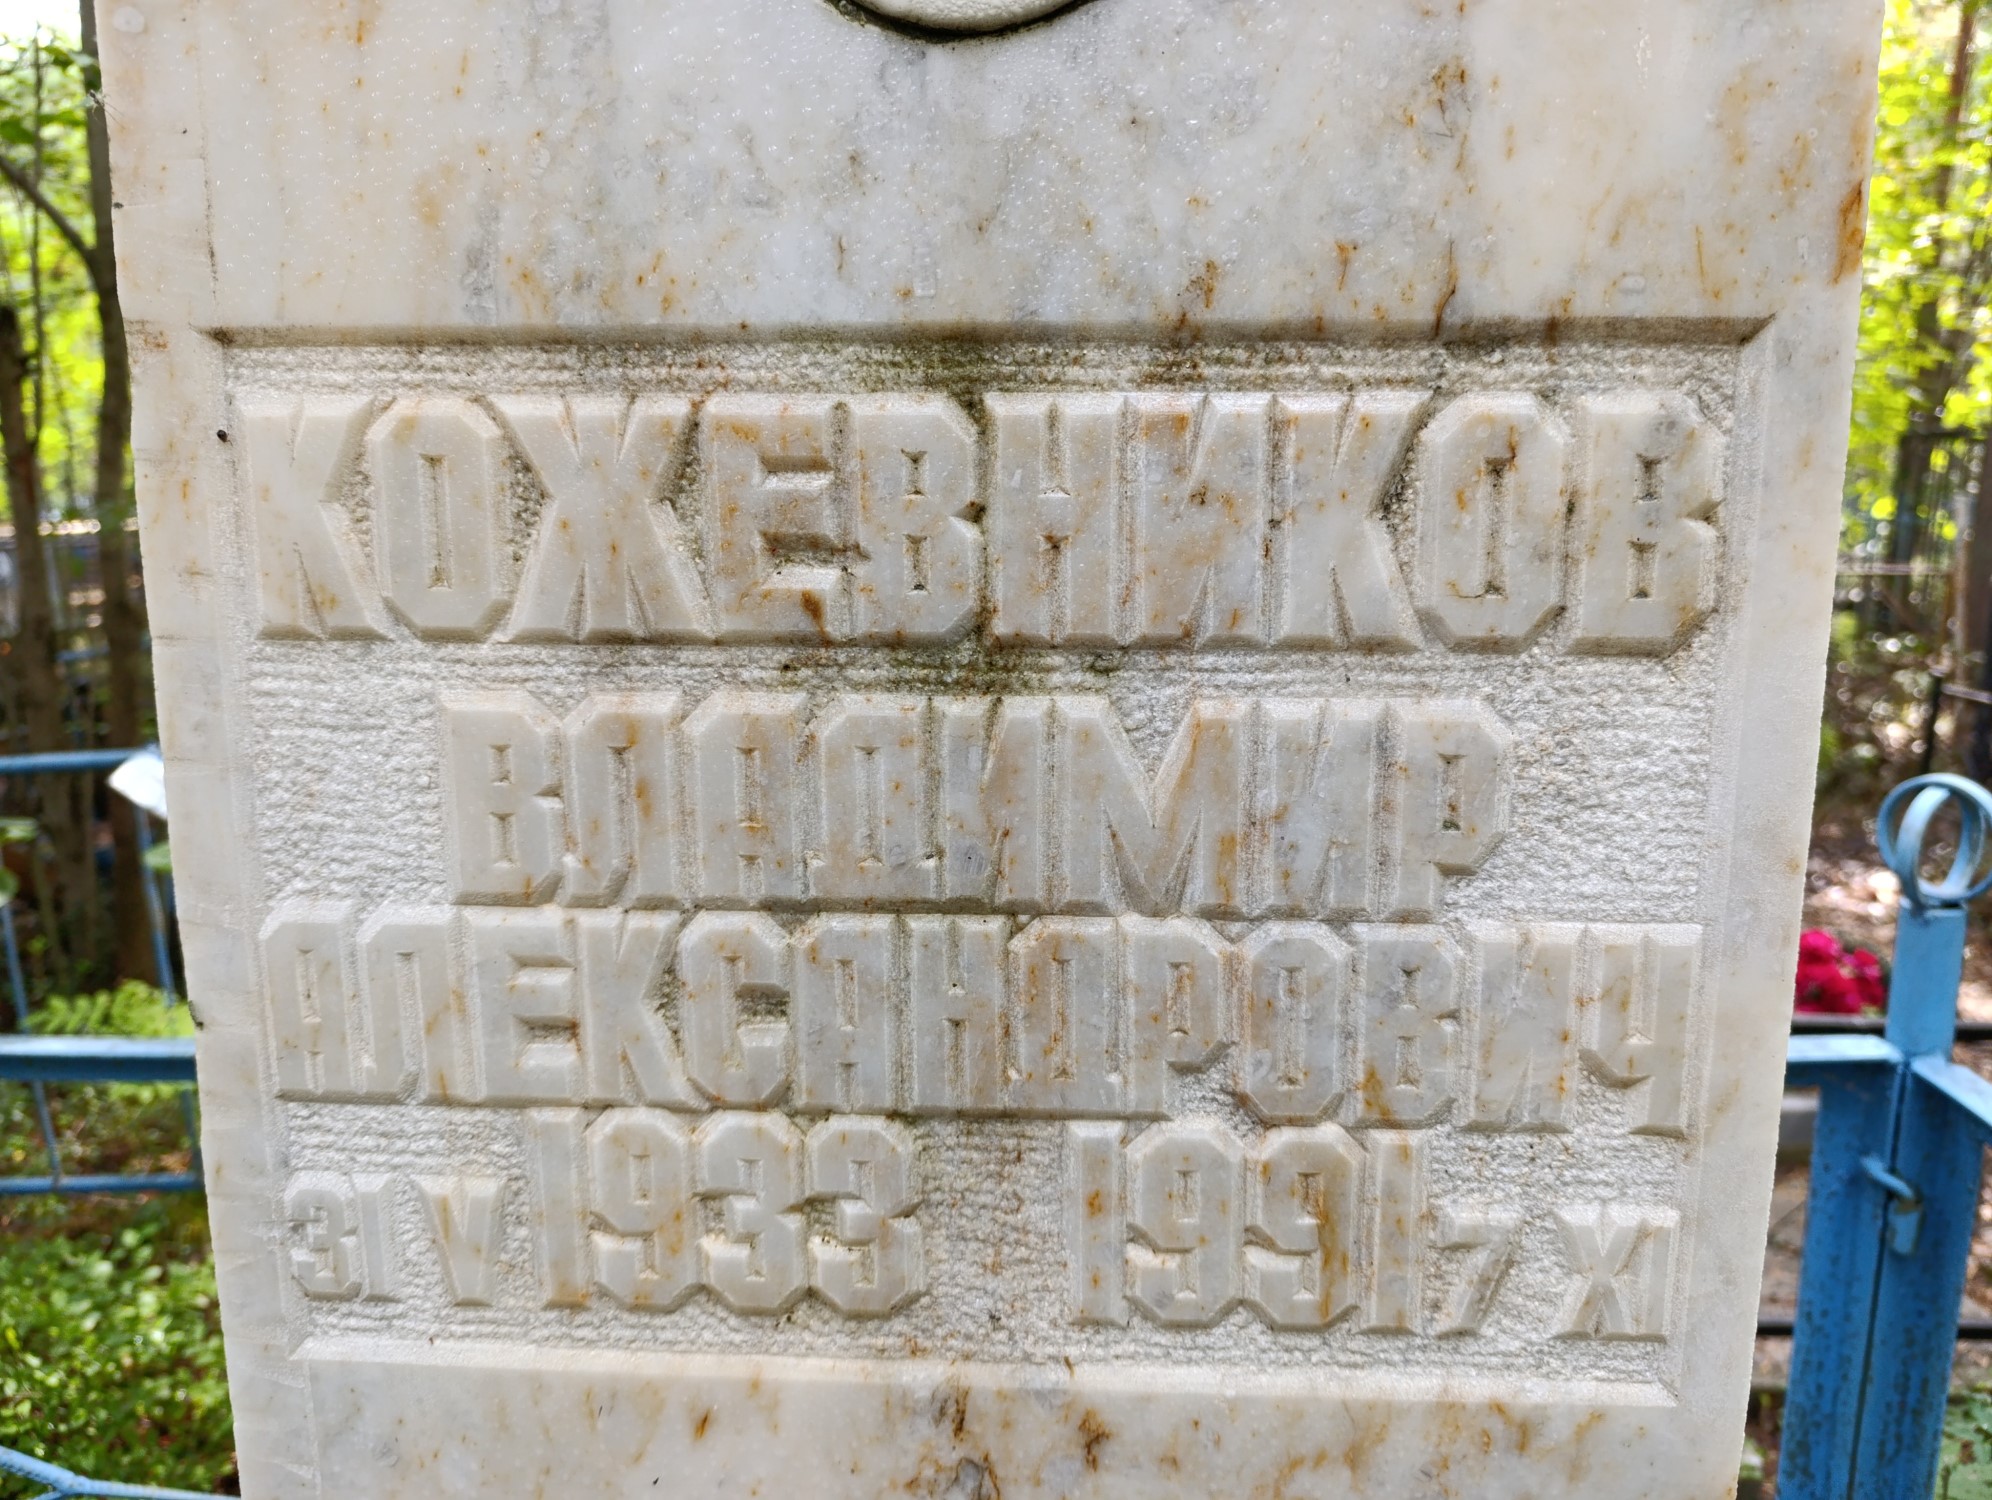 КОЖЕВНИКОВ
ВЛАДИМИР
АЛЕКСАНДРОВИЧ
31 V 1933 1991 7 XI